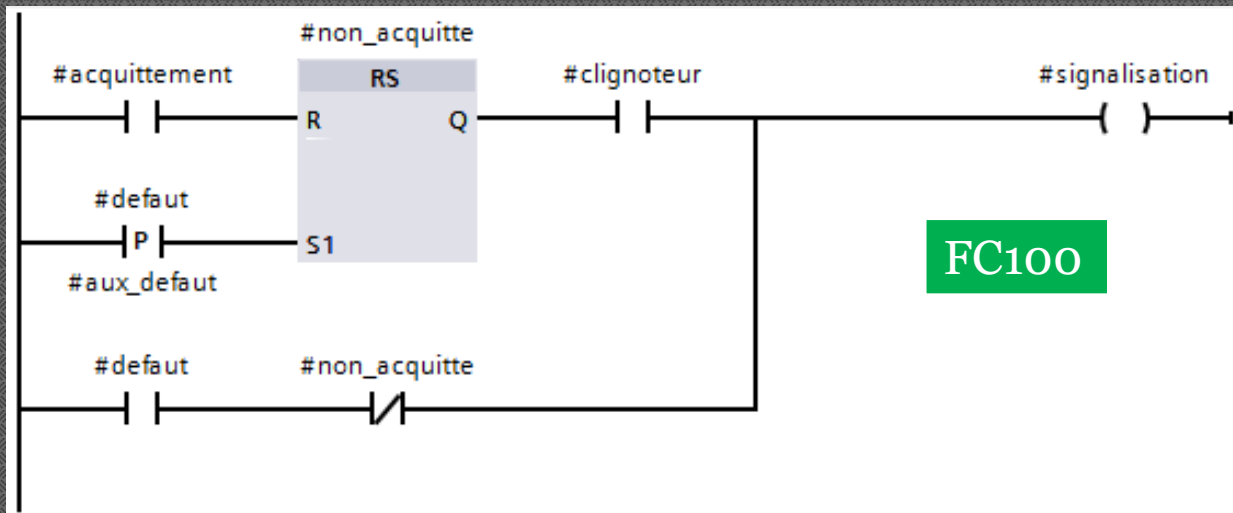 #non_acquitte
#acquittement
RS
#clignoteur
#signalisation
R
Q
#defaut
P
S1
#aux_defaut
FC100
#defaut
#non_acquitte